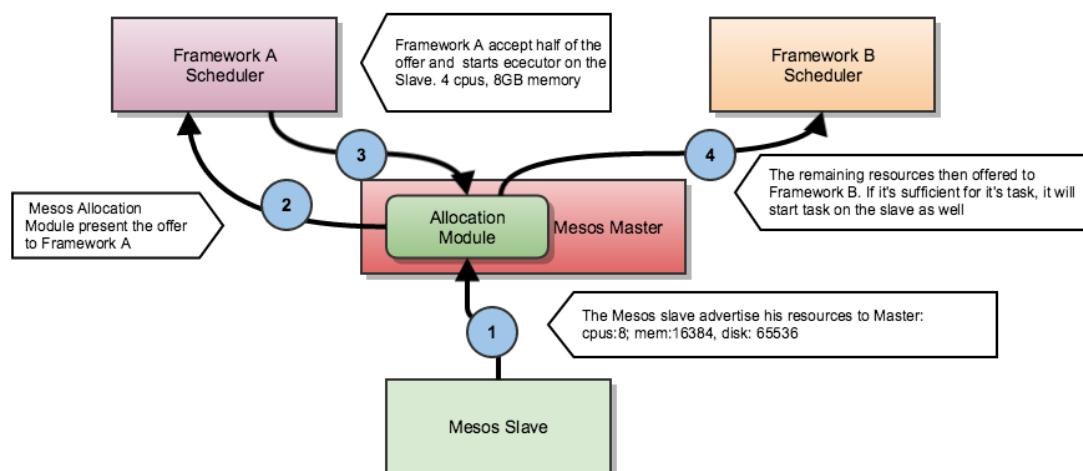 Framework A
Scheduler
Framework A accept half of the
offer and  starts ececutor on the
Slave. 4 cpus, 8GB memory
Framework B
Scheduler
3
4
The remaining resources then offered to
Framework B. If it's sufficient for it's task, it will
start task on the slave as well
Mesos Allocation
Module present the offer
to Framework A
2
Allocation
Module
Mesos Master
1
The Mesos slave advertise his resources to Master:
cpus:8; mem:16384, disk: 65536
Mesos Slave